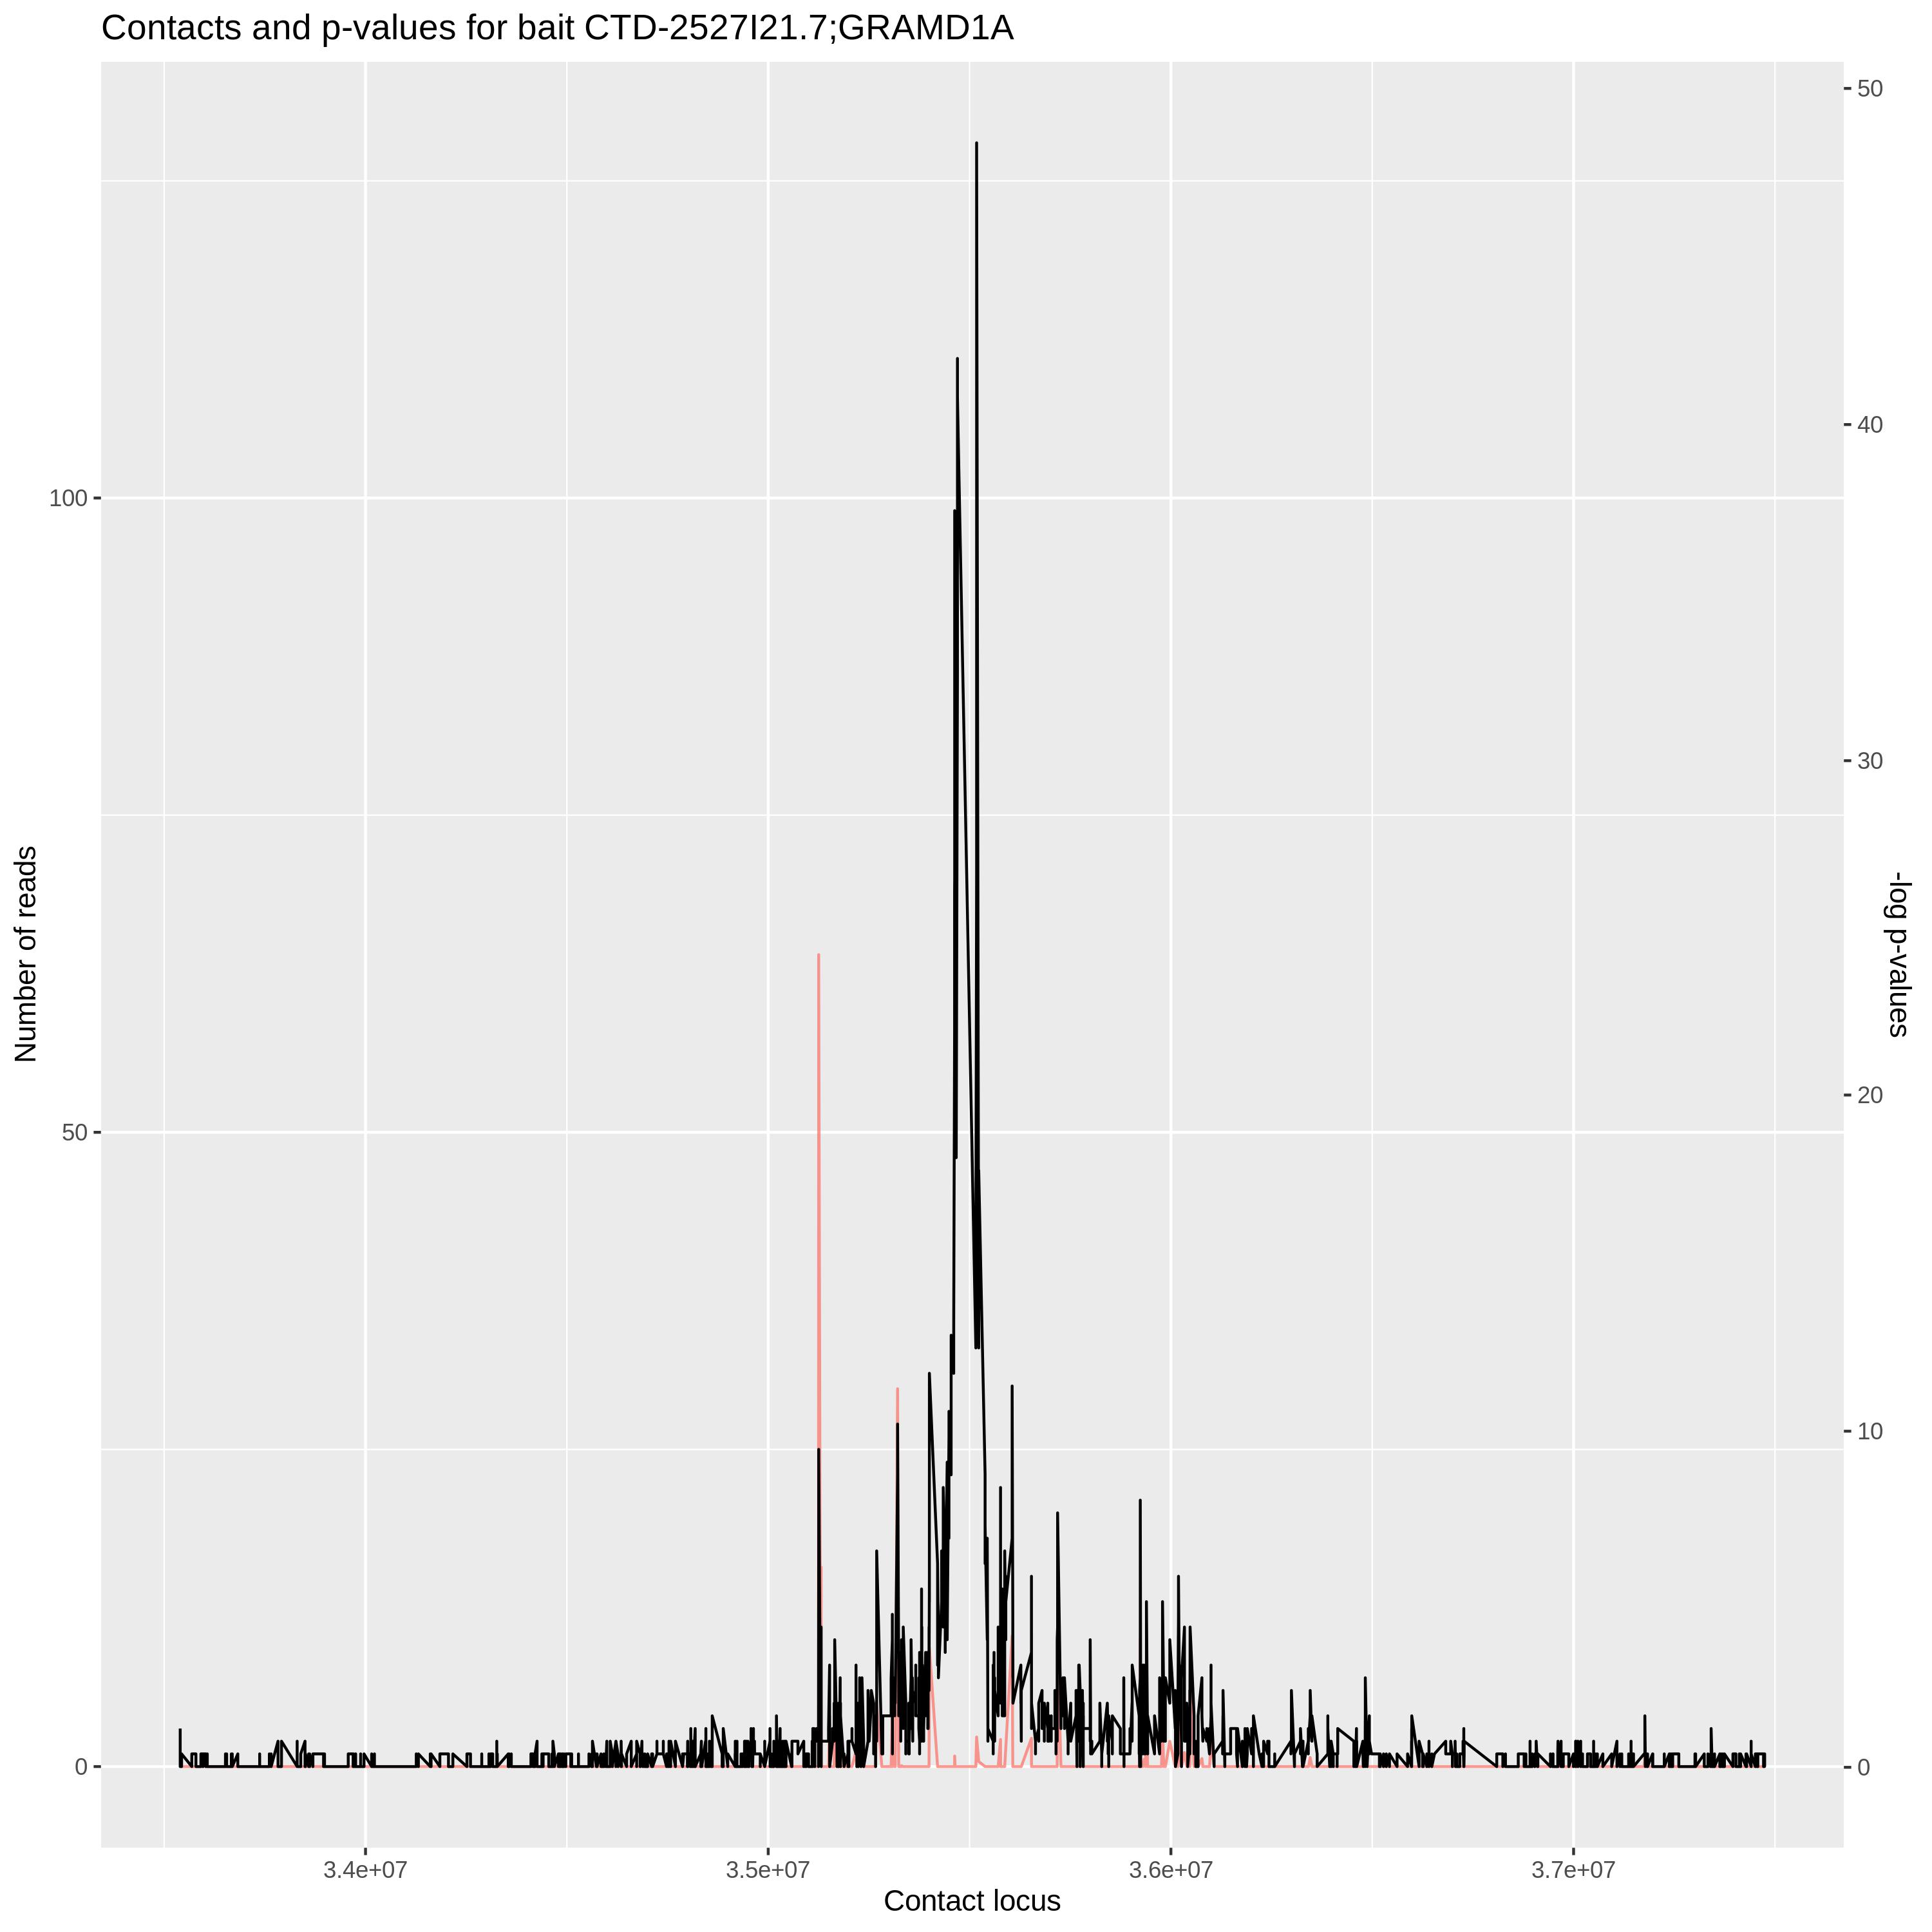 Contacts and p-values for bait CTD-2527I21.7;GRAMD1A
Number of reads
100
50
0
50
40
30
20
10
0
-log p-values
3.4e+07
3.5e+07
3.6e+07
3.7e+07
Contact locus